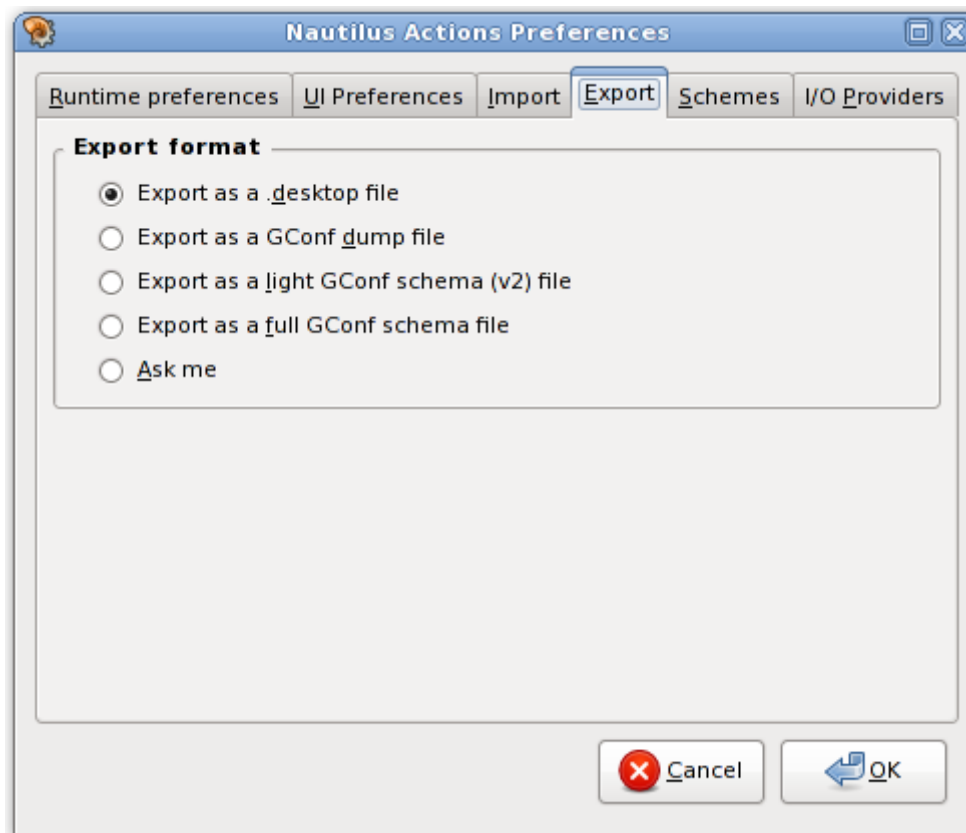 Nautilus Actions Preferences
Runtime preferences UI Preferences Import Export Schemes I/O Providers
Export format
Export as a .desktop file
Export as a GConf dump file
Export as a light GConf schema (v2) file
Export as a full GConf schema file
Ask me
Cancel OK